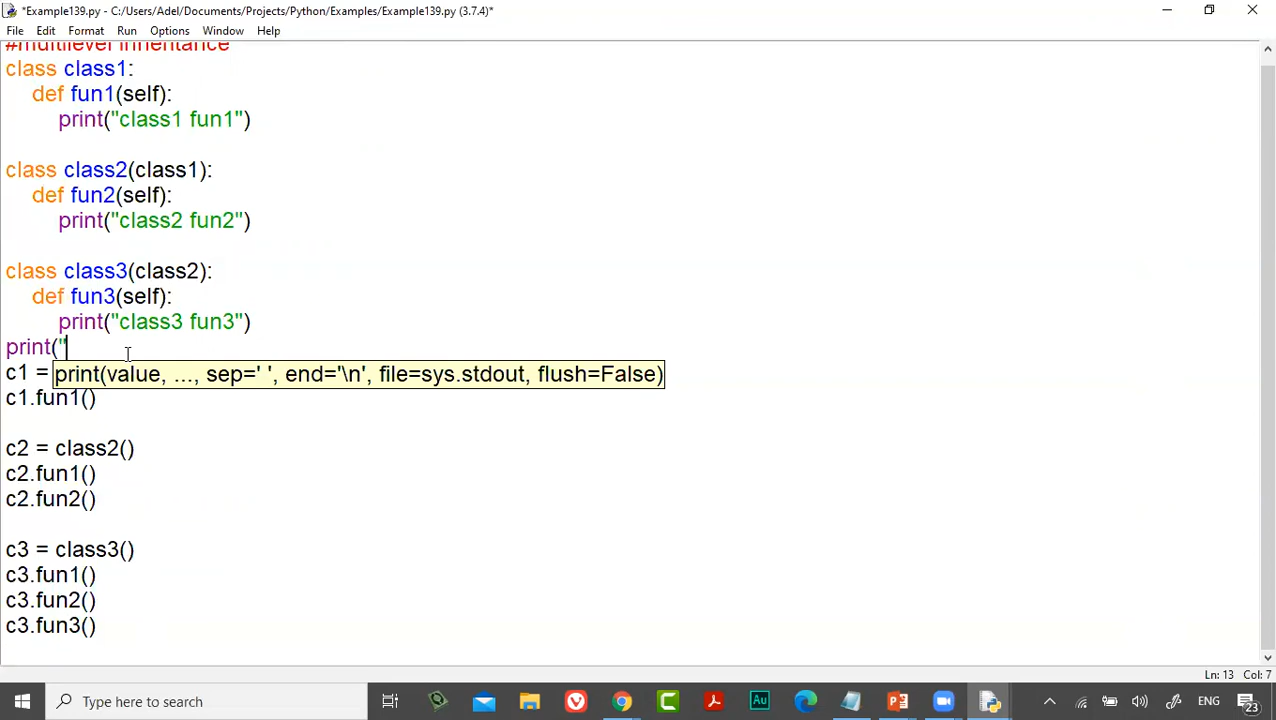 *Example139.py - C:/Users/Adel/Documents/Projects/Python/Examples/Example139.py (3.7.4)*
File Edit Format Run Options Window Help
#multilevel inheritance
class class1:
def fun1(self):
print("class1 fun1")
class class2(class1):
def fun2(self):
print("class2 fun2")
class class3(class2):
def fun3(self):
print("class3 fun3")
print("
c1 =
print(value, ..., sep=' ', end='\n', file=sys.stdout, flush=False)
c1.fun1()
c2 = class2()
c2.fun1()
c2.fun2()
c3 = class3()
c3.fun1()
c3.fun2()
c3.fun3()
Ln: 13 Col: 7
Type here to search
Au
ENG
23